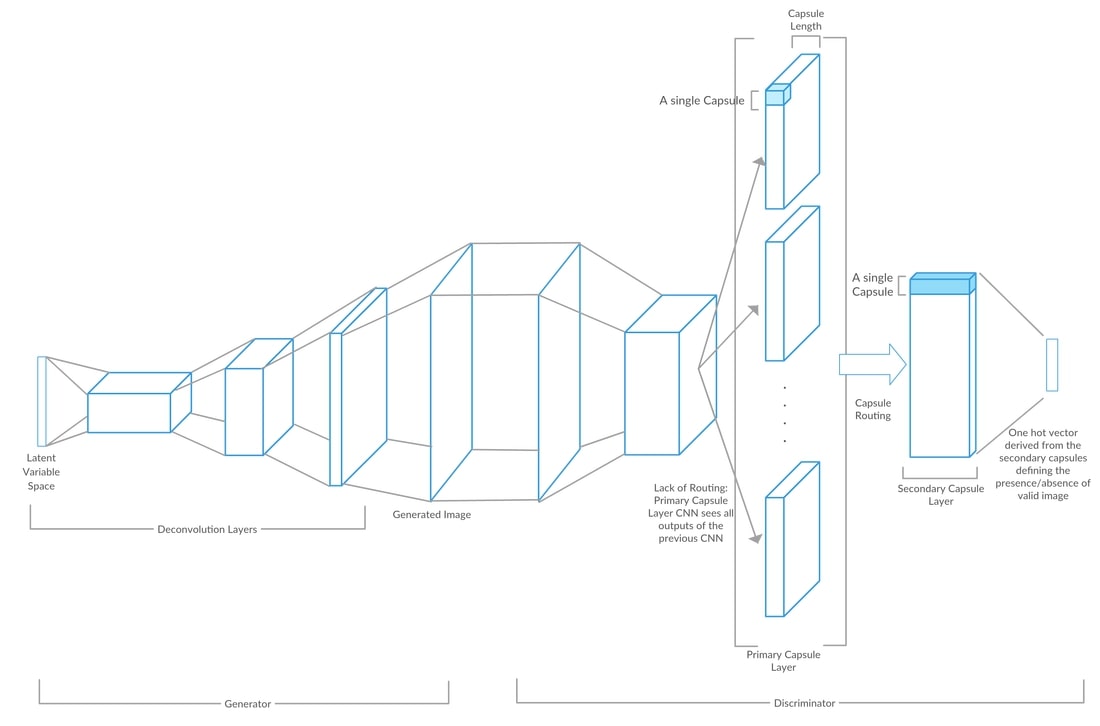 Capsule
Length
A single Capsule
A single
Capsule
Capsule
Routing
Latent
Variable
Space
Deconvolution Layers
Generated Image
Lack of Routing:
Primary Capsule
Layer CNN sees all
outputs of the
previous CNN
Secondary Capsule
Layer
One hot vector
derived from the
secondary capsules
defining the
presence/absence of
valid image
Primary Capsule
Layer
Generator
Discriminator